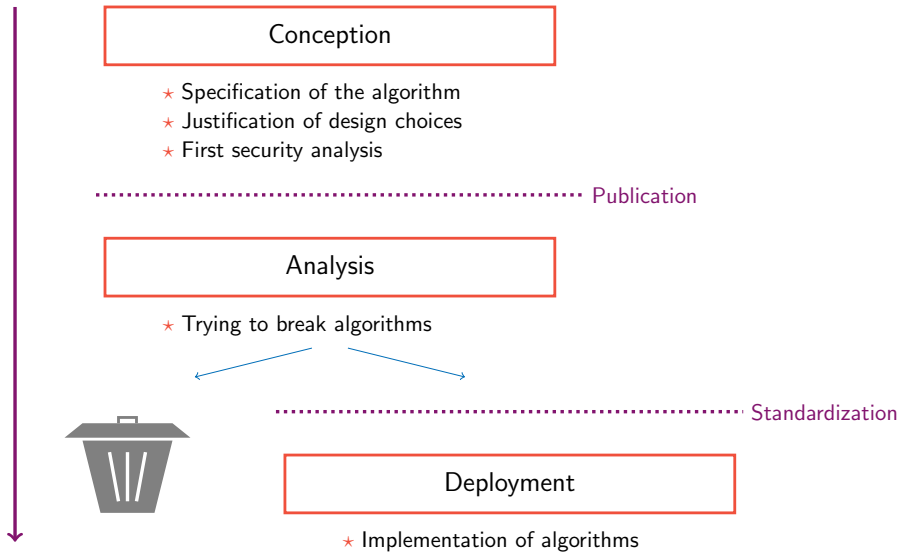 Conception
⋆ Specification of the algorithm
⋆ Justification of design choices
⋆ First security analysis
Publication
Analysis
⋆ Trying to break algorithms
Standardization
Deployment
⋆ Implementation of algorithms